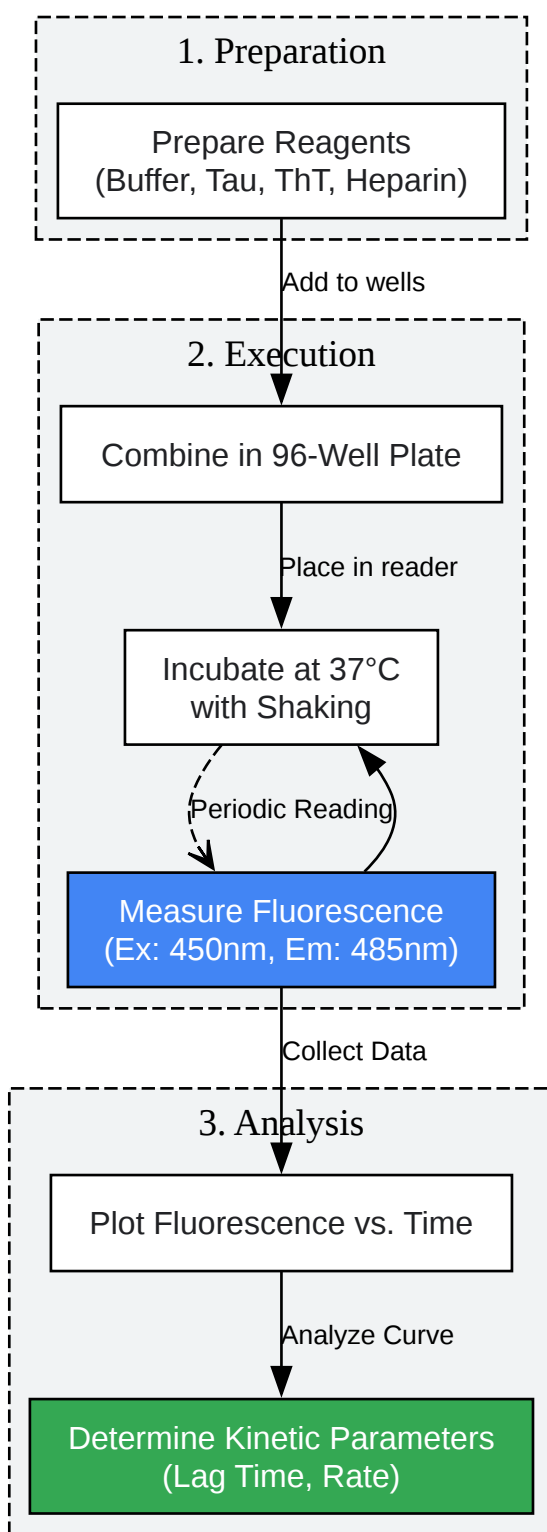 1. Preparation
Prepare Reagents
(Buffer, Tau, ThT, Heparin)
Add to wells
2. Execution
Combine in 96-Well Plate
Place in reader
Incubate at 37°C
with Shaking
Periodic Reading
Measure Fluorescence
(Ex: 450nm, Em: 485nm)
Collect Data
3. Analysis
Plot Fluorescence vs. Time
Analyze Curve
Determine Kinetic Parameters
(Lag Time, Rate)